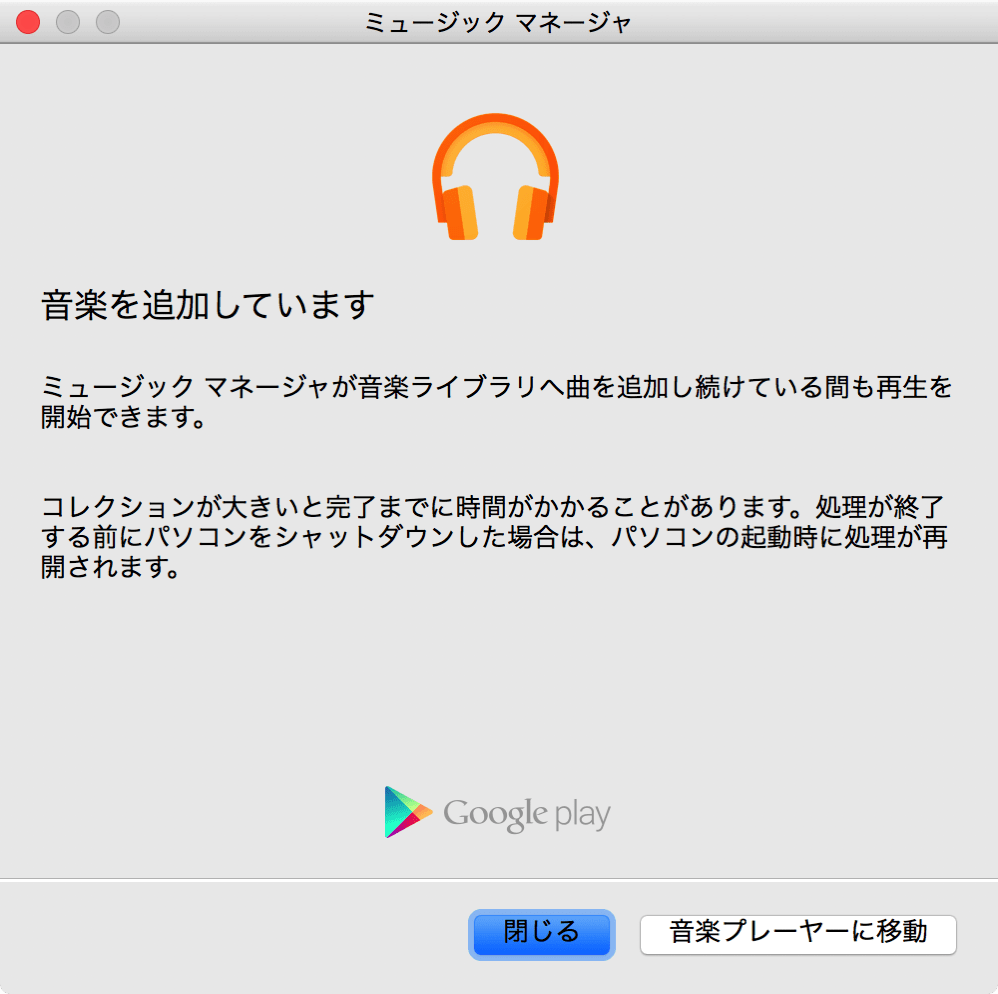 ミュージック マネージャ
音楽を追加しています
ミュージック マネージャが音楽ライブラリへ曲を追加し続けている間も再生を
開始できます。
コレクションが大きいと完了までに時間がかかることがあります。処理が終了
する前にパソコンをシャットダウンした場合は、パソコンの起動時に処理が再
開されます。
Google play
閉じる
音楽プレーヤーに移動